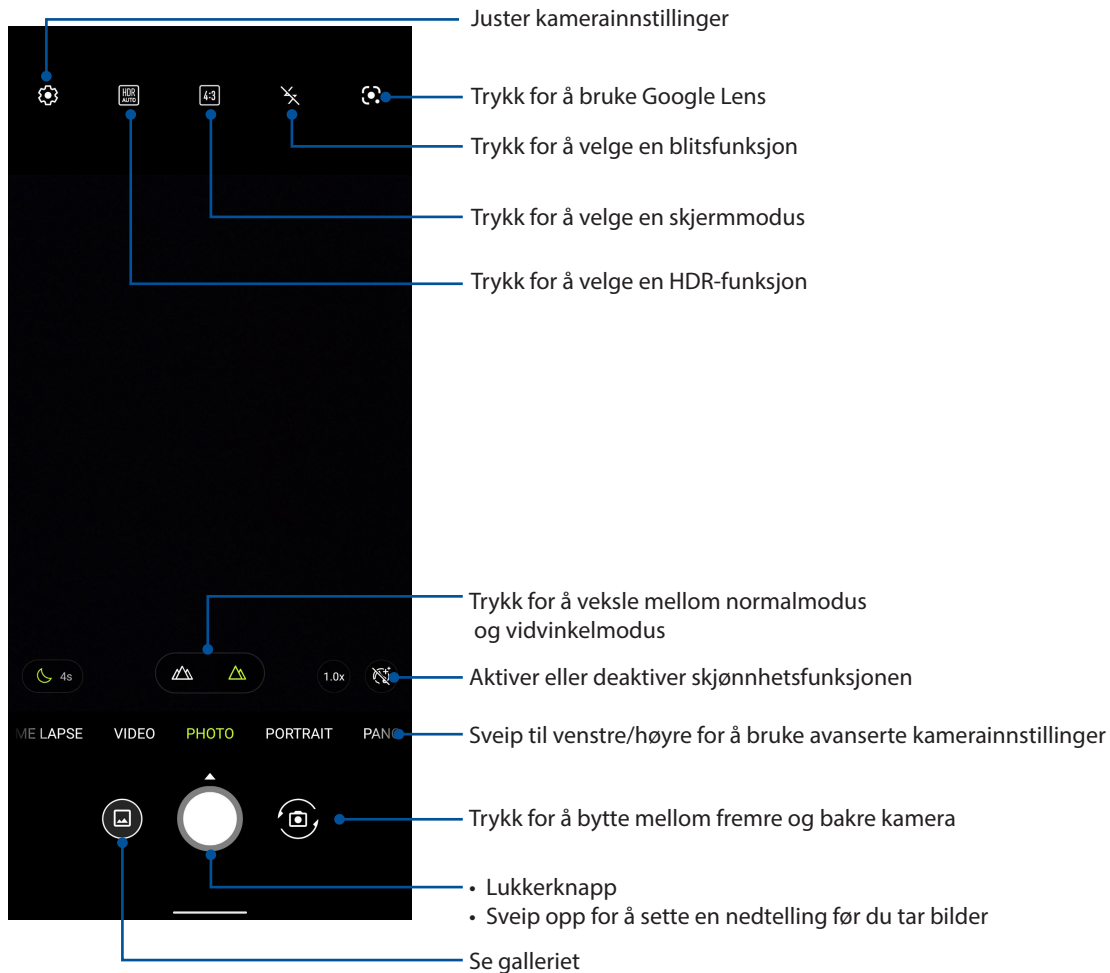 Juster kamerainnstillinger
HDR
AUTO
4:3
Trykk for å bruke Google Lens
Trykk for å velge en blitsfunksjon
Trykk for å velge en skjermmodus
Trykk for å velge en HDR-funksjon
Trykk for å veksle mellom normalmodus
og vidvinkelmodus
4s
1.0x
Aktiver eller deaktiver skjønnhetsfunksjonen
ME LAPSE VIDEO PHOTO PORTRAIT PANO
Sveip til venstre/høyre for å bruke avanserte kamerainnstillinger
Trykk for å bytte mellom fremre og bakre kamera
• Lukkerknapp
• Sveip opp for å sette en nedtelling før du tar bilder
Se galleriet